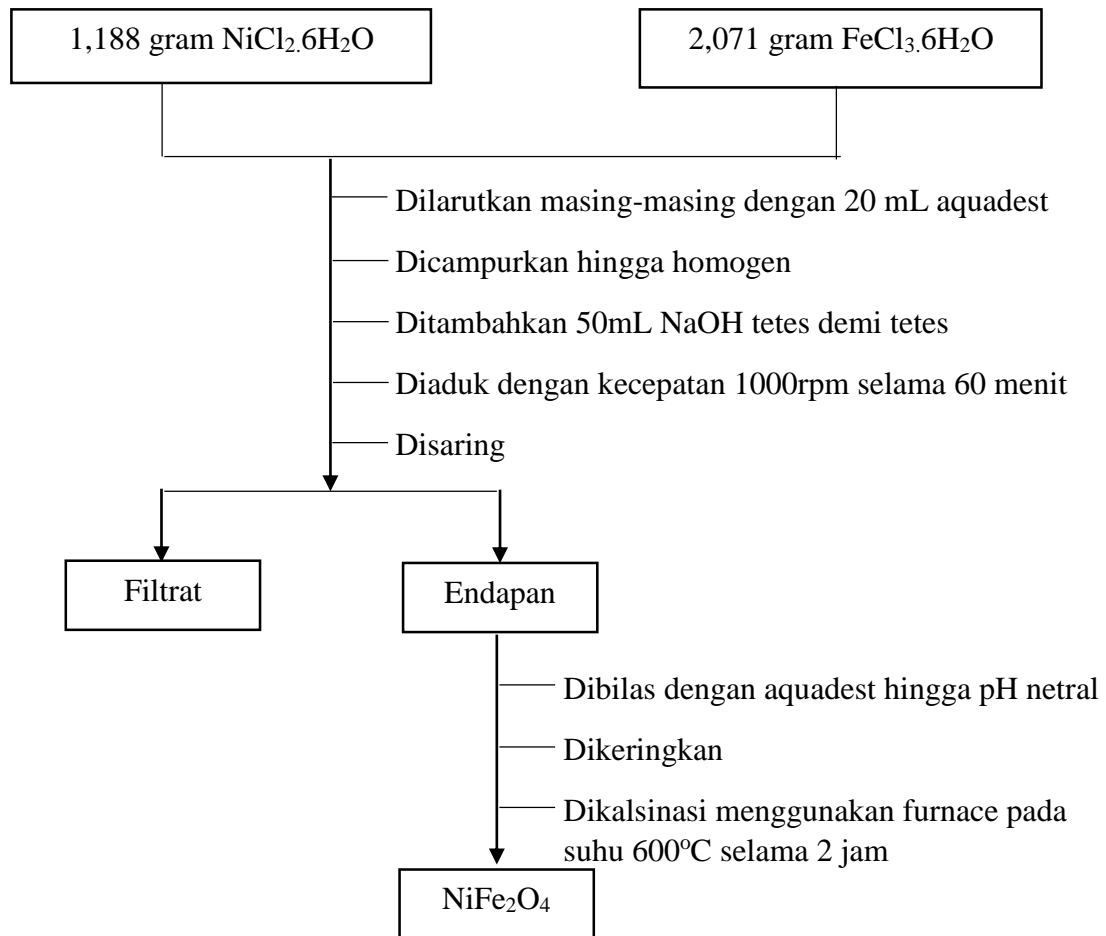 1,188 gram NiCl₂.6H₂O
2,071 gram FeCl₃.6H₂O
Dilarutkan masing-masing dengan 20 mL aquadest
Dicampurkan hingga homogen
Ditambahkan 50mL NaOH tetes demi tetes
Diaduk dengan kecepatan 1000rpm selama 60 menit
Disaring
Filtrat
Endapan
Dibilas dengan aquadest hingga pH netral
Dikeringkan
Dikalsinasi menggunakan furnace pada
suhu 600ºC selama 2 jam
NiFe₂O₄